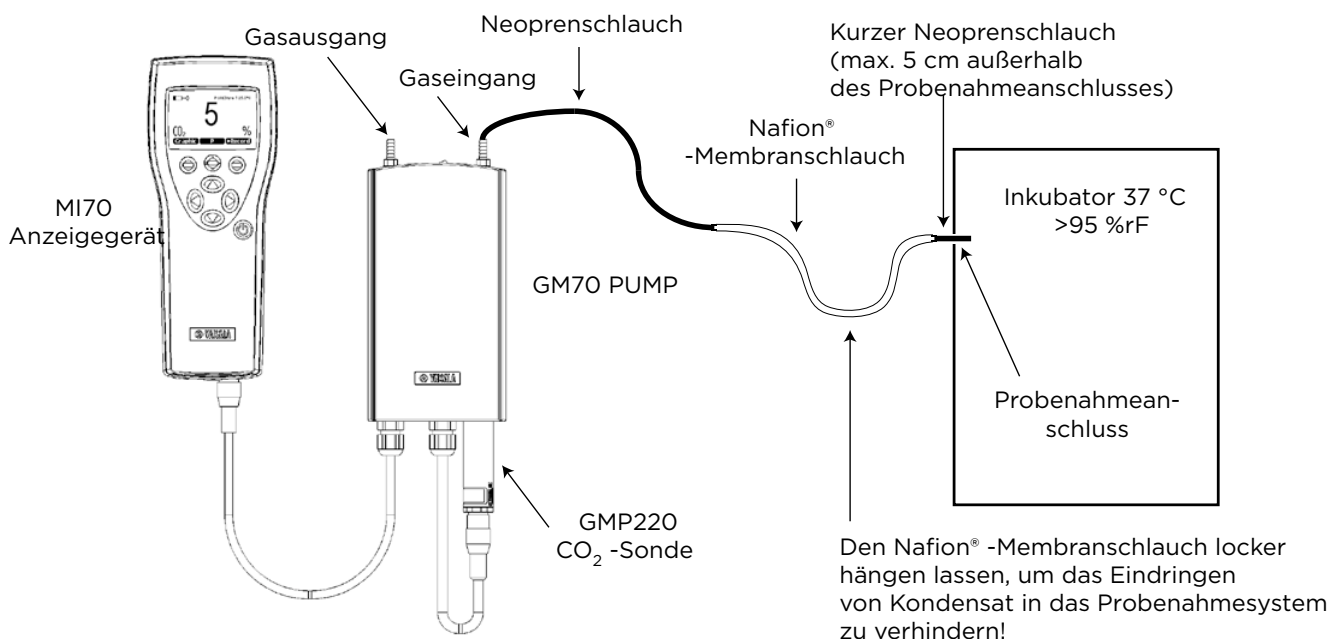 Gasausgang
Neoprenschlauch
Gaseingang
Kurzer Neoprenschlauch
(max. 5 cm außerhalb
des Probenahmeanschlusses)
Nafion®
-Membranschlauch
5
CO₂
%
MI70
Anzeigegerät
Inkubator 37 °C
>95 %rF
GM70 PUMP
VAISALA
VAISALA
Probenahmean-
schluss
GMP220
CO₂ -Sonde
Den Nafion® -Membranschlauch locker
hängen lassen, um das Eindringen
von Kondensat in das Probenahmesystem
zu verhindern!